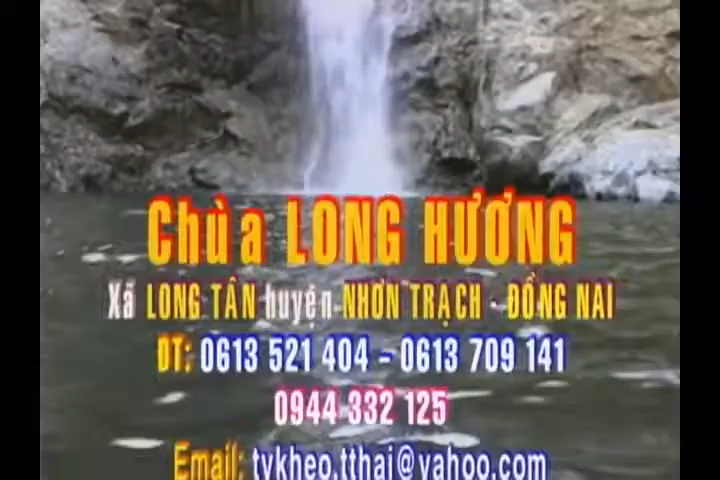 Chùa LONG HƯƠNG
Xã LONG TÂN huyện NHƠN TRẠCH - ĐỒNG NAI
ĐT: 0613 521 404 - 0613 709 141
0944 332 125
Email: tykheo.tthai@yahoo.com